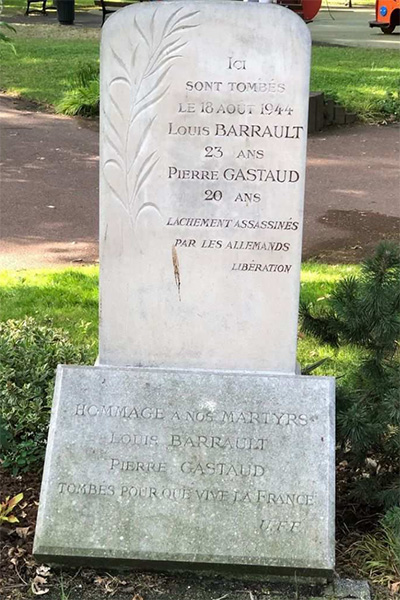 Ici
sont tombés
le 18 Août 1944
Louis BARRAULT
23 ans
Pierre GASTAUD
20 ans
LACHEMENT ASSASSINÉS
PAR LES ALLEMANDS
LIBÉRATION
HOMMAGE A NOS MARTYRS
LOUIS BARRAULT
PIERRE GASTAUD
TOMBES POUR QUE VIVE LA FRANCE
U.F.F